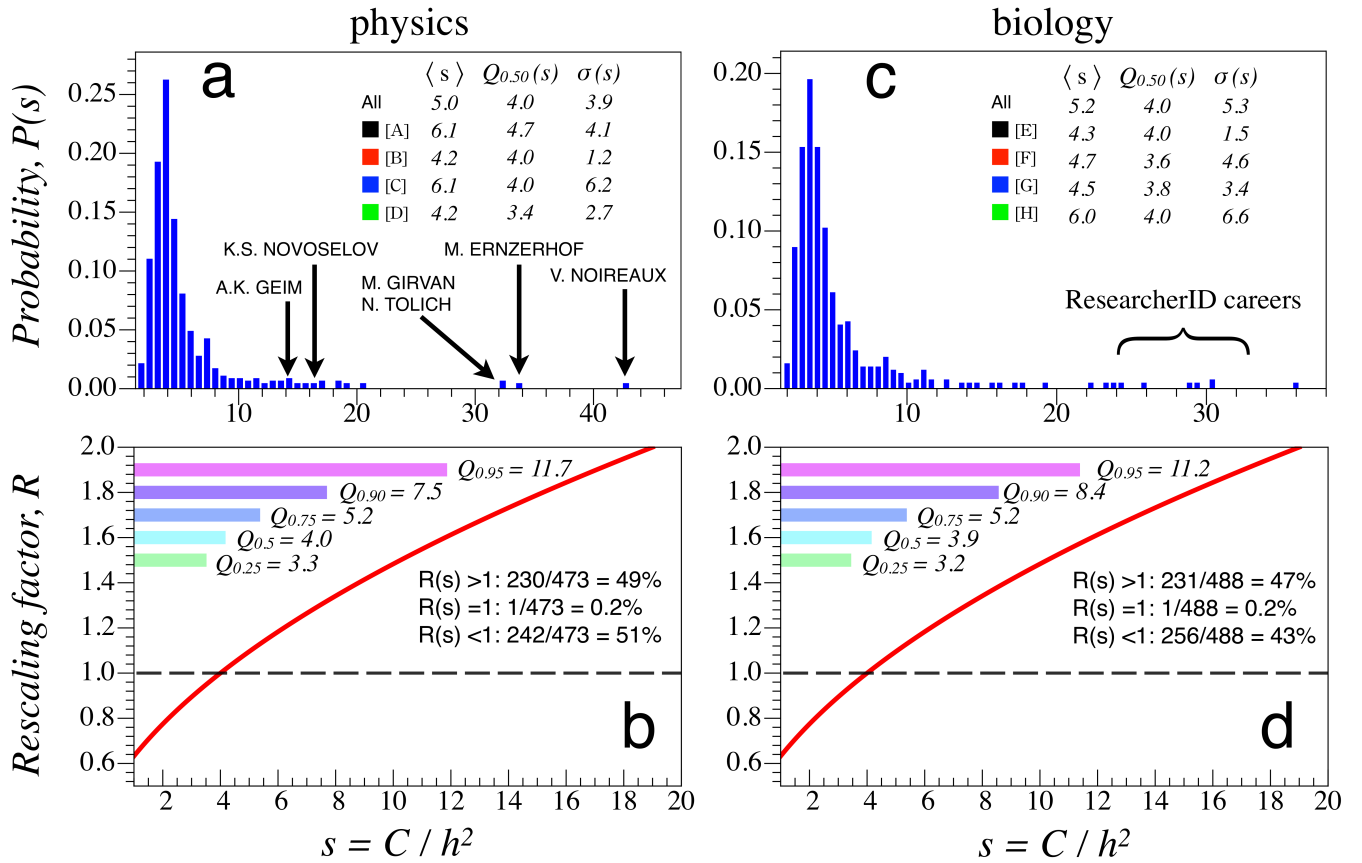 physics
biology
Probability, P(s)
a
⟨ s ⟩ Q0.50 (s) σ(s)
All 5.0 4.0 3.9
[A] 6.1 4.7 4.1
[B] 4.2 4.0 1.2
[C] 6.1 4.0 6.2
[D] 4.2 3.4 2.7
K.S. NOVOSELOV
M. ERNZERHOF
A.K. GEIM
M. GIRVAN
N. TOLICH
V. NOIREAUX
0.25
0.20
0.15
0.10
0.05
0.00
10 20 30 40
c
⟨ s ⟩ Q0.50 (s) σ(s)
All 5.2 4.0 5.3
[E] 4.3 4.0 1.5
[F] 4.7 3.6 4.6
[G] 4.5 3.8 3.4
[H] 6.0 4.0 6.6
ResearcherID careers
0.20
0.15
0.10
0.05
0.00
10 20 30
Rescaling factor, R
2.0
1.8
1.6
1.4
1.2
1.0
0.8
0.6
Q0.95 = 11.7
Q0.90 = 7.5
Q0.75 = 5.2
Q0.5 = 4.0
Q0.25 = 3.3
R(s) >1: 230/473 = 49%
R(s) =1: 1/473 = 0.2%
R(s) <1: 242/473 = 51%
b
2 4 6 8 10 12 14 16 18 20
s = C / h²
2.0
1.8
1.6
1.4
1.2
1.0
0.8
0.6
Q0.95 = 11.2
Q0.90 = 8.4
Q0.75 = 5.2
Q0.5 = 3.9
Q0.25 = 3.2
R(s) >1: 231/488 = 47%
R(s) =1: 1/488 = 0.2%
R(s) <1: 256/488 = 43%
d
2 4 6 8 10 12 14 16 18 20
s = C / h²